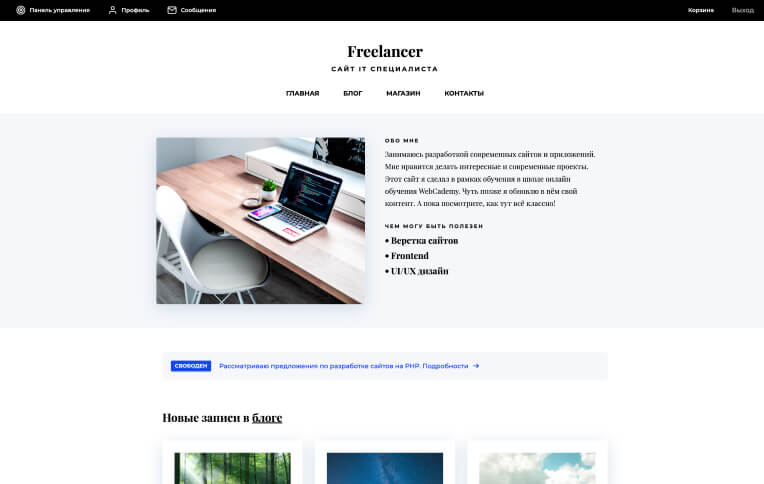 Панель управления
Профиль
Сообщения
Корзина
Выход
Freelancer
САЙТ IT СПЕЦИАЛИСТА
ГЛАВНАЯ
БЛОГ
МАГАЗИН
КОНТАКТЫ
ОБО МНЕ
Занимаюсь разработкой современных сайтов и приложений.
Мне нравится делать интересные и современные проекты.
Этот сайт я сделал в рамках обучения в школе онлайн
обучения WebCademy. Чуть позже я обновлю в нём свой
контент. А пока посмотрите, как тут всё классно!
ЧЕМ МОГУ БЫТЬ ПОЛЕЗЕН
• Верстка сайтов
• Frontend
• UI/UX дизайн
СВОБОДЕН
Рассматриваю предложения по разработке сайтов на PHP. Подробности →
Новые записи в блоге